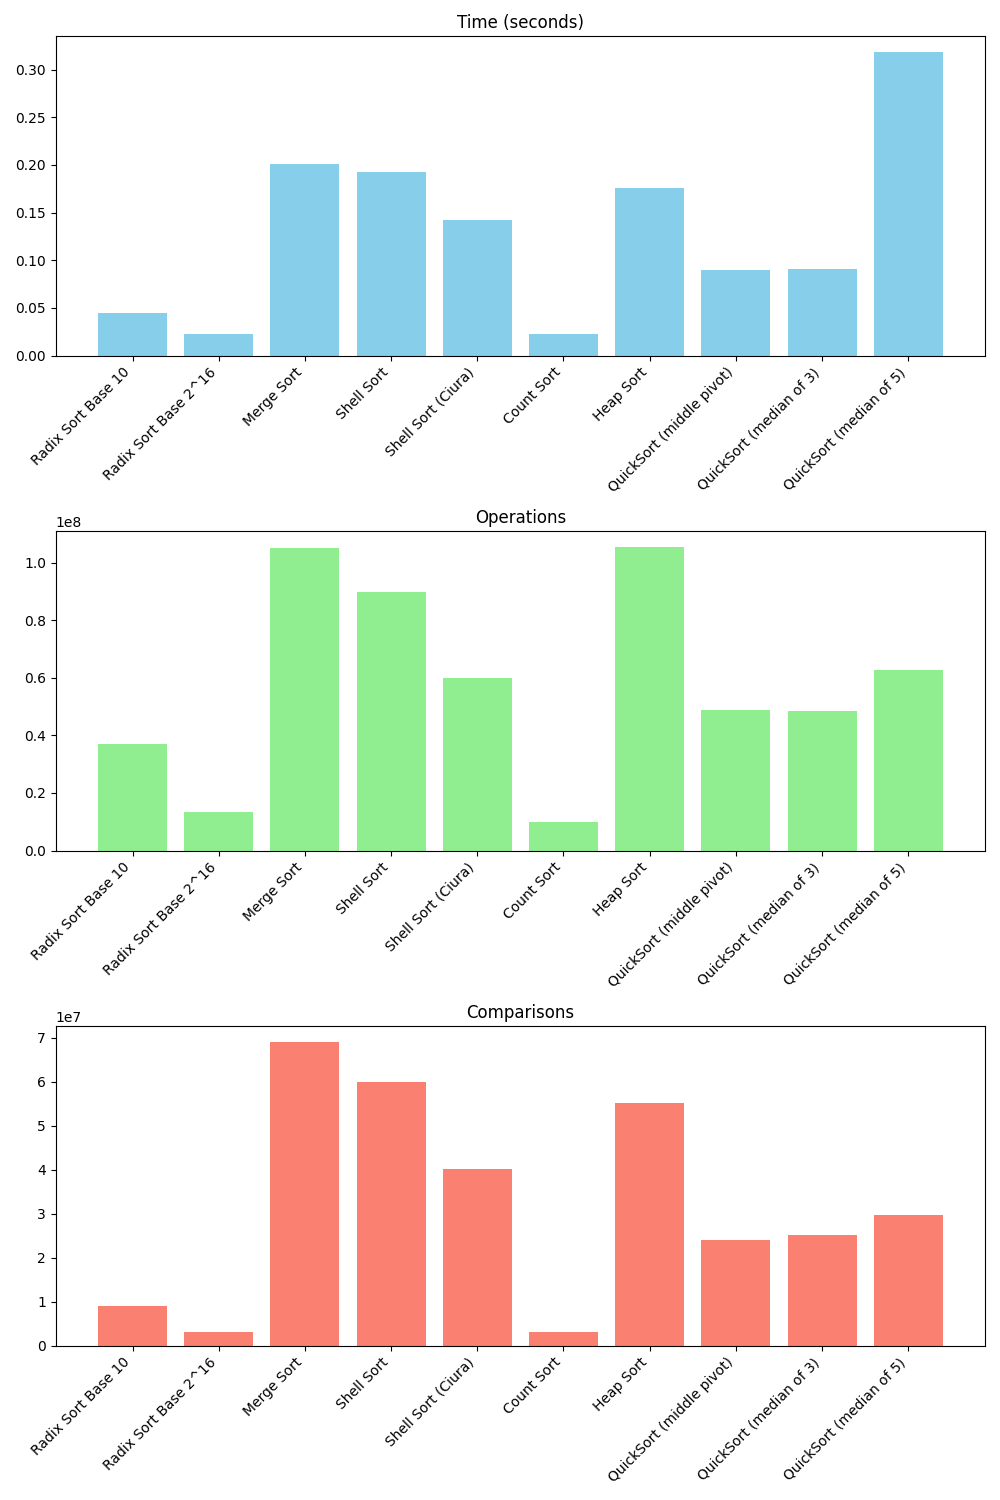 Time (seconds)
0.30
0.25
0.20
0.15
0.10
0.05
0.00
Radix Sort Base 10
Radix Sort Base 2^16
Merge Sort
Shell Sort
Shell Sort (Ciura)
Count Sort
Heap Sort
QuickSort (middle pivot)
QuickSort (median of 3)
QuickSort (median of 5)
Operations
1e8
1.0
0.8
0.6
0.4
0.2
0.0
Radix Sort Base 10
Radix Sort Base 2^16
Merge Sort
Shell Sort
Shell Sort (Ciura)
Count Sort
Heap Sort
QuickSort (middle pivot)
QuickSort (median of 3)
QuickSort (median of 5)
Comparisons
1e7
7
6
5
4
3
2
1
0
Radix Sort Base 10
Radix Sort Base 2^16
Merge Sort
Shell Sort
Shell Sort (Ciura)
Count Sort
Heap Sort
QuickSort (middle pivot)
QuickSort (median of 3)
QuickSort (median of 5)